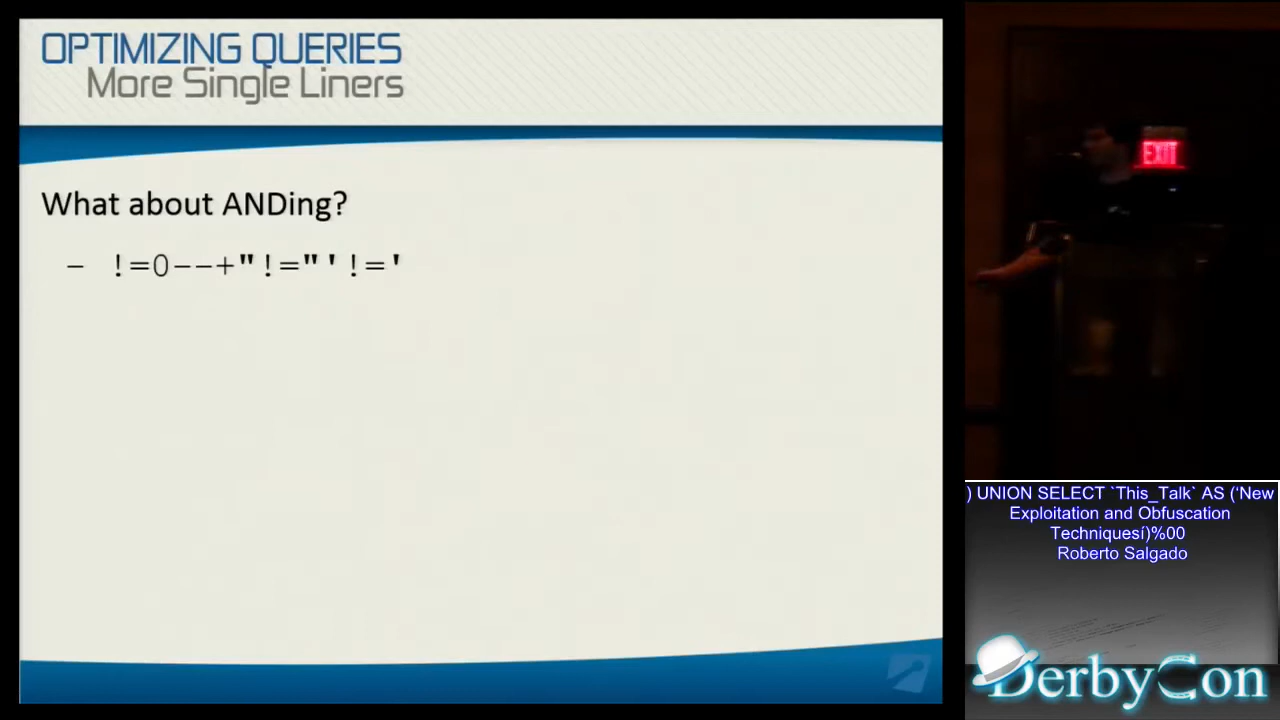 OPTIMIZING QUERIES
More Single Liners
What about ANDing?
– !=0--+"!="'!='
EXIT
) UNION SELECT `This_Talk` AS (‘New
Exploitation and Obfuscation
Techniquesí)%00
Roberto Salgado
DerbyCon